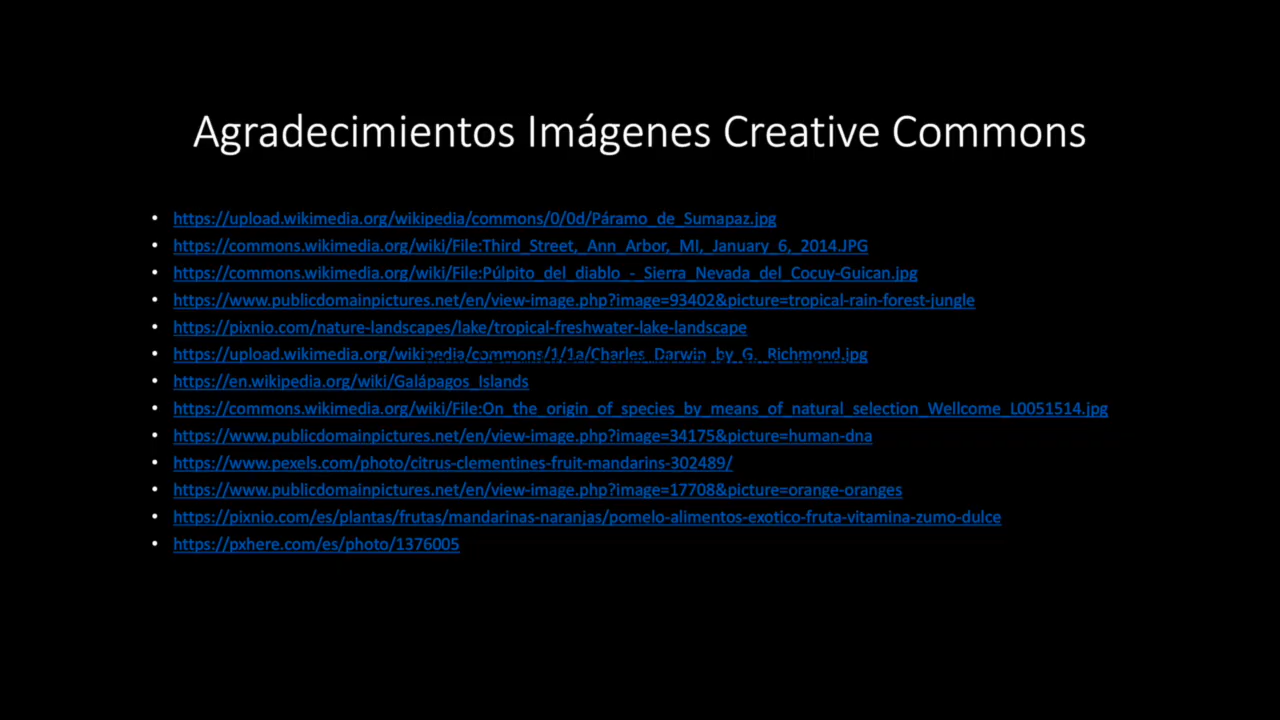 Agradecimientos Imágenes Creative Commons
• https://upload.wikimedia.org/wikipedia/commons/0/0d/Páramo_de_Sumapaz.jpg
• https://commons.wikimedia.org/wiki/File:Third_Street,_Ann_Arbor,_MI,_January_6,_2014.JPG
• https://commons.wikimedia.org/wiki/File:Púlpito_del_diablo_-_Sierra_Nevada_del_Cocuy-Guican.jpg
• https://www.publicdomainpictures.net/en/view-image.php?image=93402&picture=tropical-rain-forest-jungle
• https://pixnio.com/nature-landscapes/lake/tropical-freshwater-lake-landscape
• https://upload.wikimedia.org/wikipedia/commons/1/1a/Charles_Darwin_by_G._Richmond.jpg
• https://en.wikipedia.org/wiki/Galápagos_Islands
• https://commons.wikimedia.org/wiki/File:On_the_origin_of_species_by_means_of_natural_selection_Wellcome_L0051514.jpg
• https://www.publicdomainpictures.net/en/view-image.php?image=34175&picture=human-dna
• https://www.pexels.com/photo/citrus-clementines-fruit-mandarins-302489/
• https://www.publicdomainpictures.net/en/view-image.php?image=17708&picture=orange-oranges
• https://pixnio.com/es/plantas/frutas/mandarinas-naranjas/pomelo-alimentos-exotico-fruta-vitamina-zumo-dulce
• https://pxhere.com/es/photo/1376005